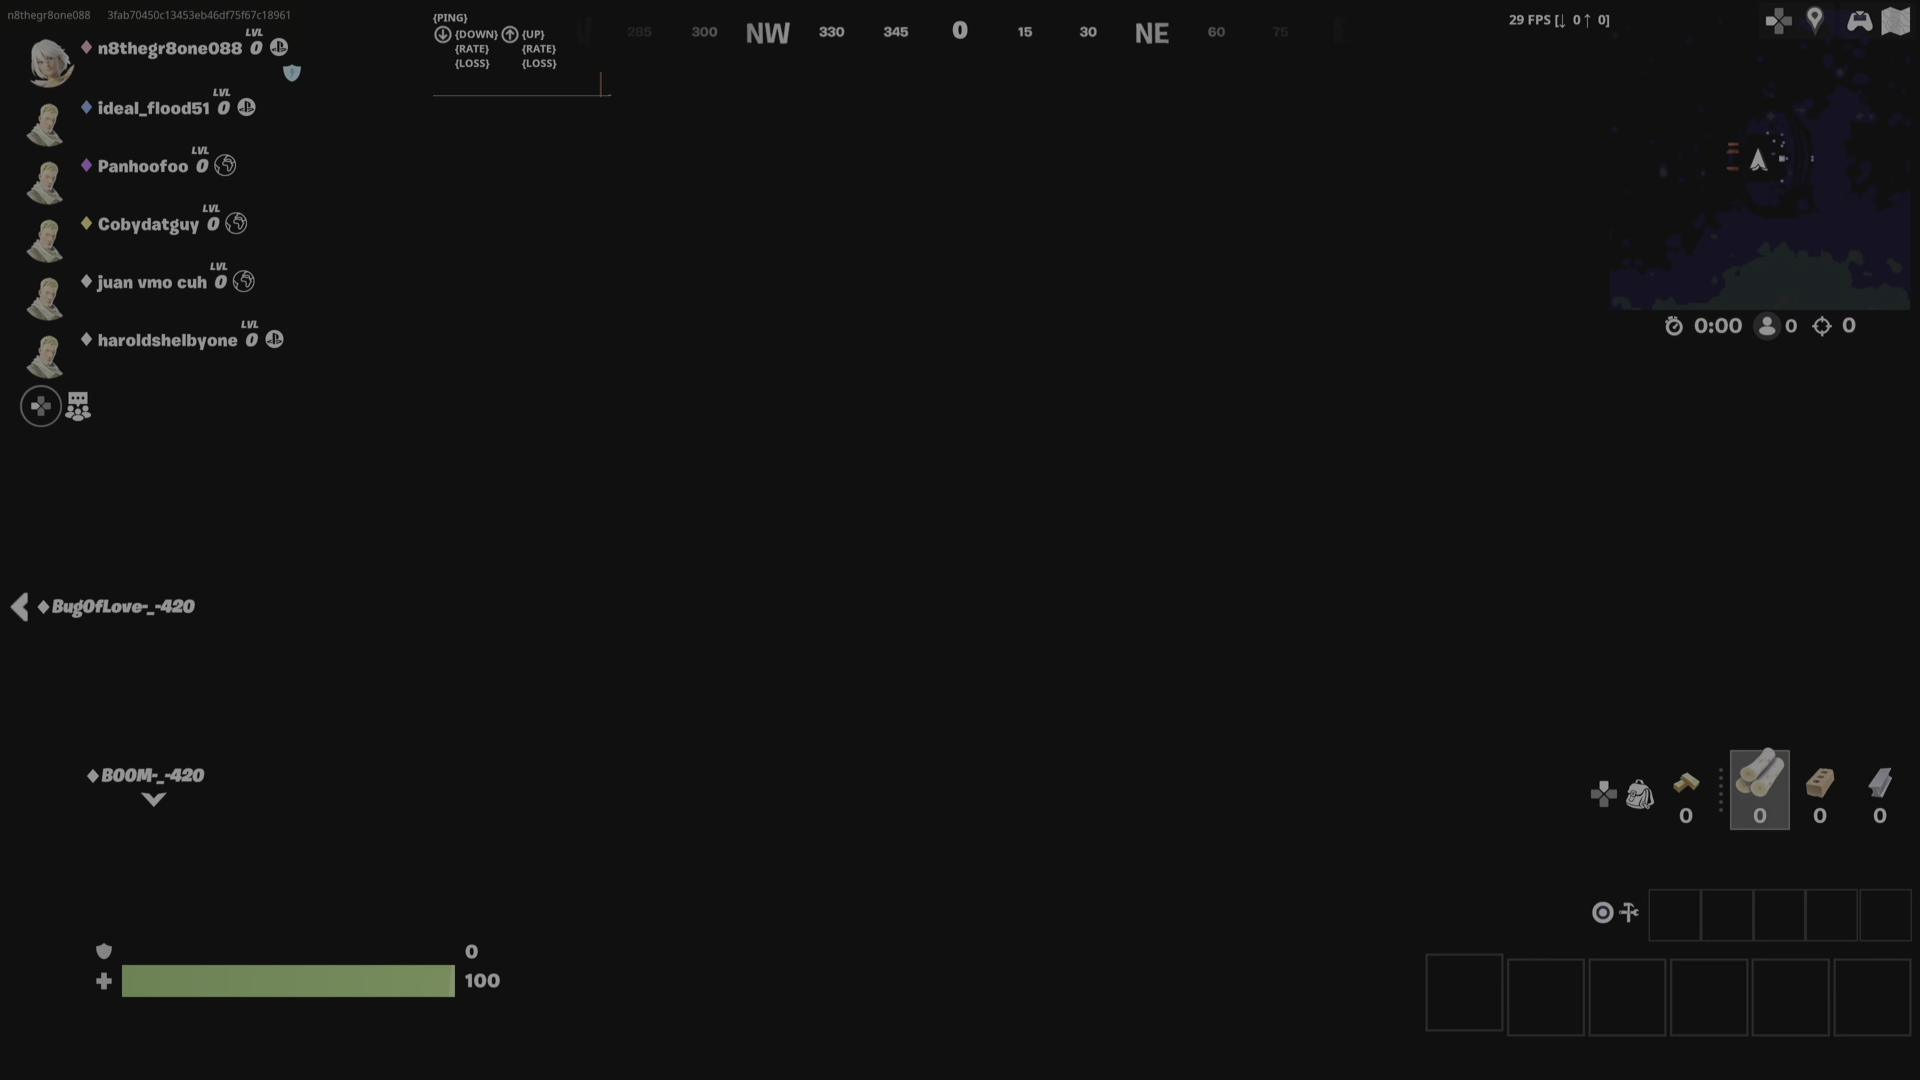 n8thegr8one088 3fab70450c13453eb46df75f67c18961
{PING}
{DOWN} {UP}
{RATE} {RATE}
{LOSS} {LOSS}
285 300 NW 330 345 0 15 30 NE 60 75
29 FPS [↓ 0↑ 0]
LVL
n8thegr8one088 0
LVL
ideal_flood51 0
LVL
Panhoofoo 0
LVL
Cobydatguy 0
LVL
juan vmo cuh 0
LVL
haroldshelbyone 0
0:00 0 0
BugOfLove-_-420
BOOM-_-420
0 0 0 0
0
100